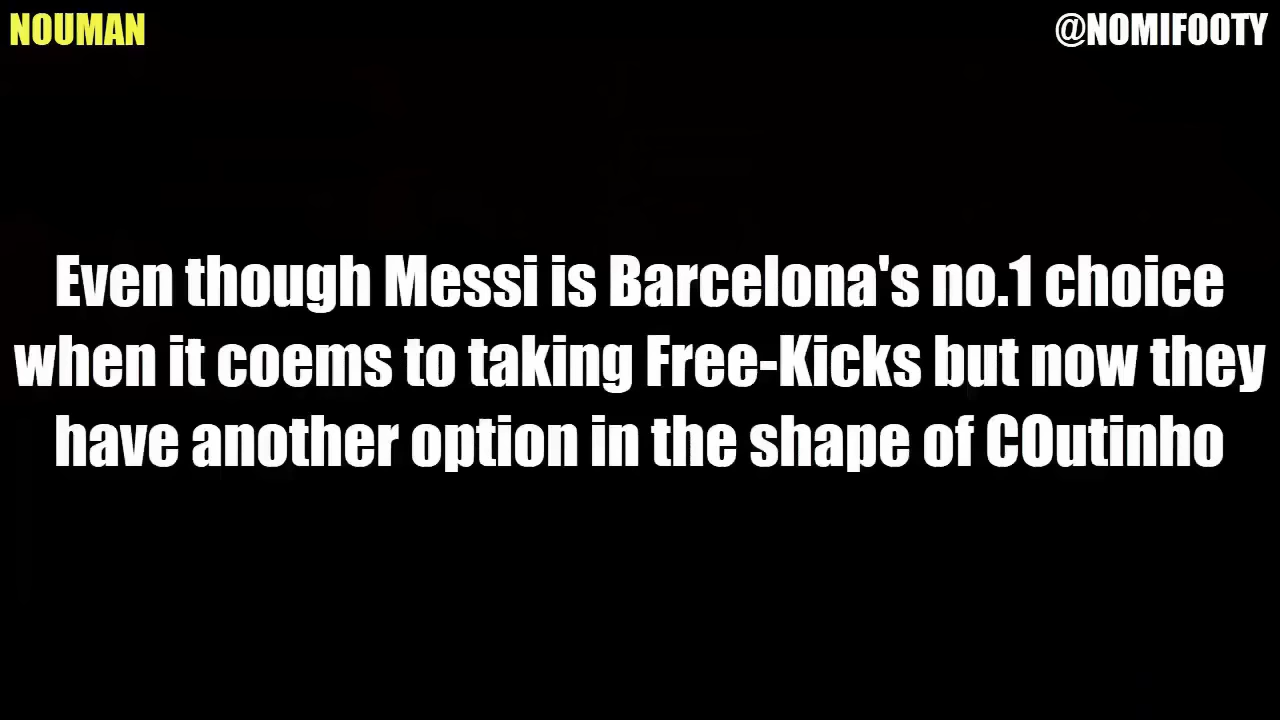 NOUMAN
@NOMIFOOTY
Even though Messi is Barcelona's no.1 choice
when it coems to taking Free-Kicks but now they
have another option in the shape of COutinho